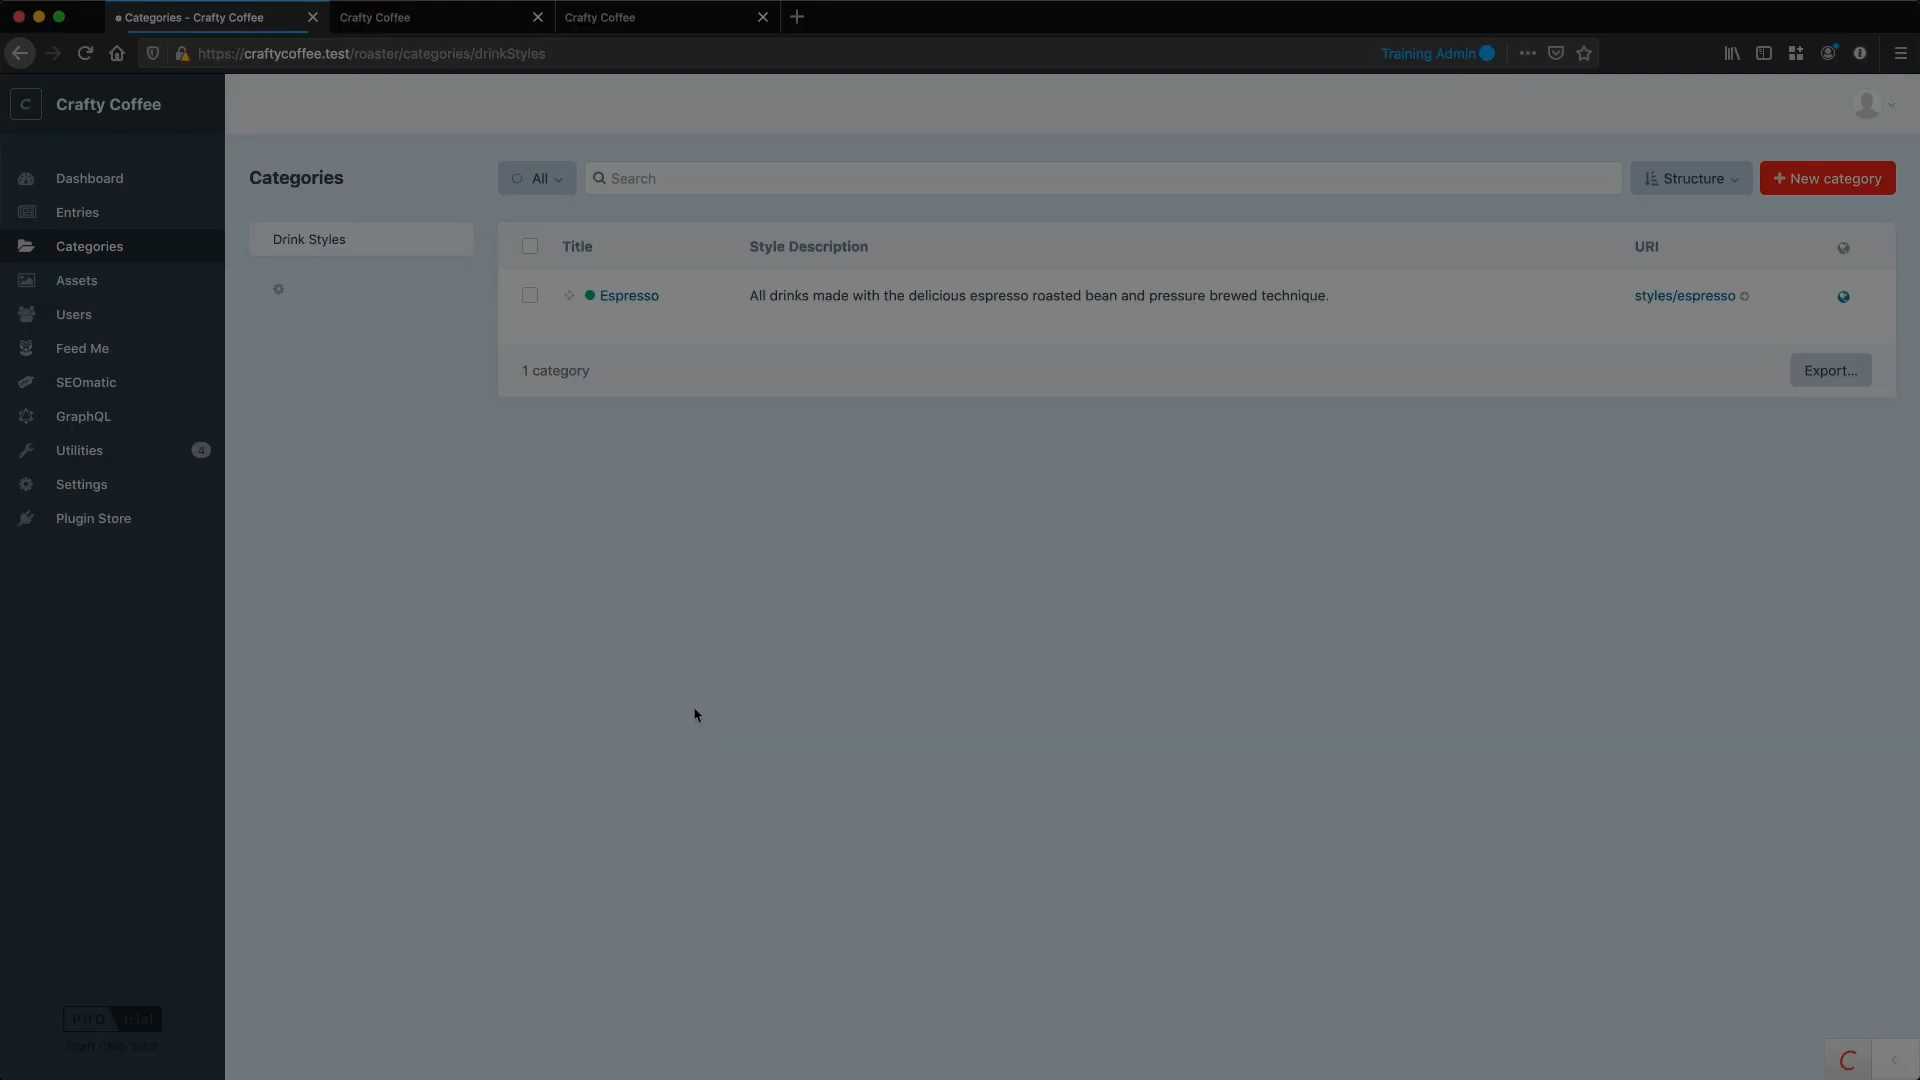 Categories - Crafty Coffee
Crafty Coffee
Crafty Coffee
https://craftycoffee.test/roaster/categories/drinkStyles
Training Admin
C Crafty Coffee
Dashboard
Entries
Categories
Assets
Users
Feed Me
SEOmatic
GraphQL
Utilities 4
Settings
Plugin Store
PRO trial
Categories
All
Search
Structure
+ New category
Drink Styles
Title Style Description URI
Espresso All drinks made with the delicious espresso roasted bean and pressure brewed technique. styles/espresso
1 category
Export...
C